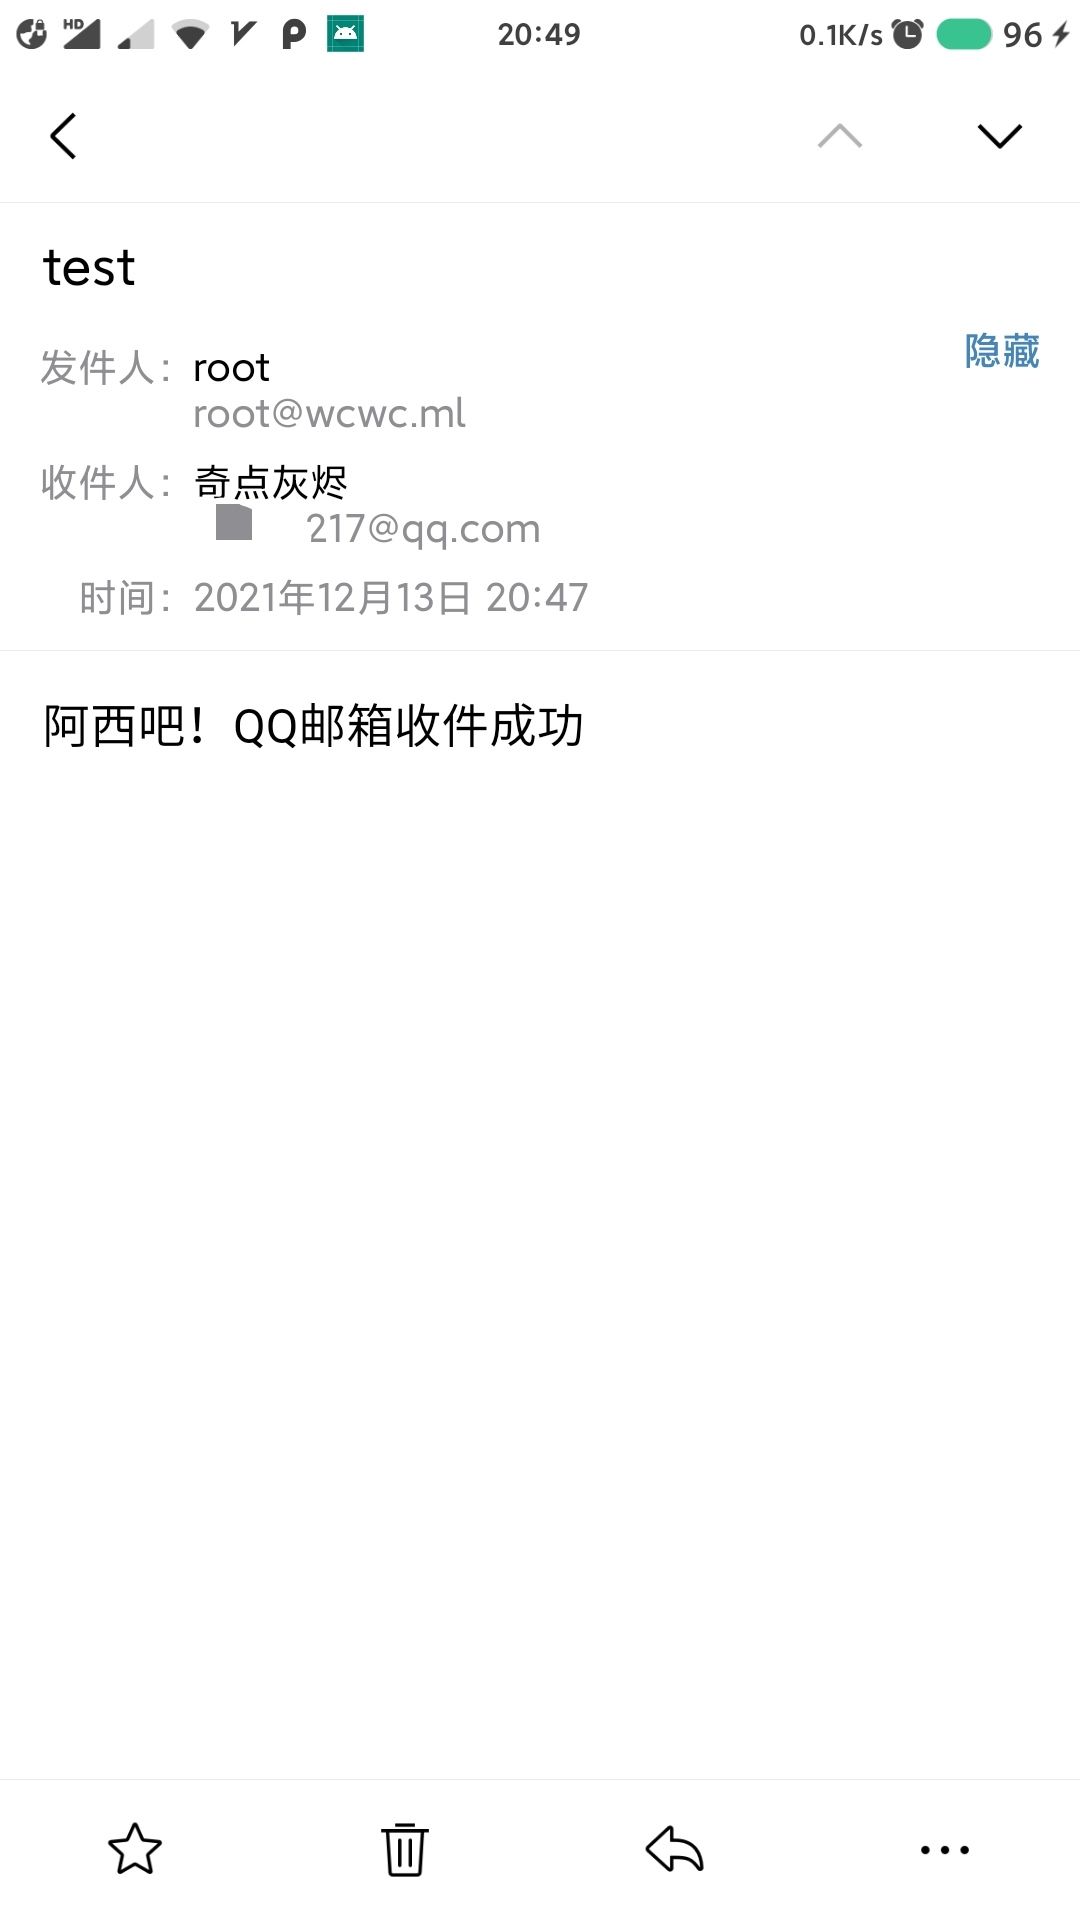 HD 20:49 0.1K/s 96
test
发件人： root 隐藏
root@wcwc.ml
收件人： 奇点灰烬
217@qq.com
时间： 2021年12月13日 20:47
阿西吧！QQ邮箱收件成功